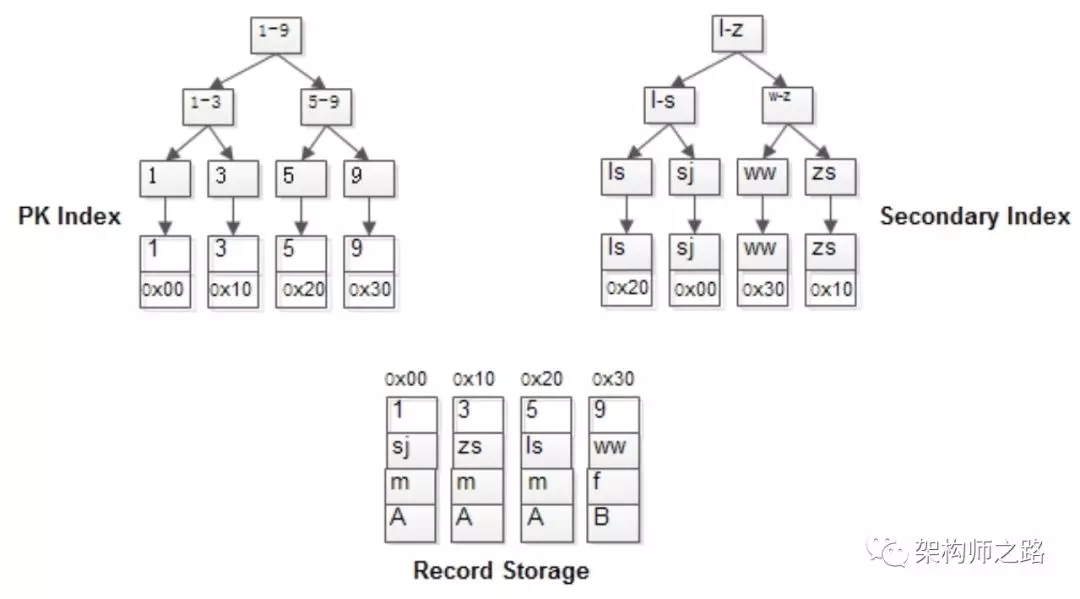 1-9
l-z
1-3 5-9
l-s w-z
1 3 5 9
ls sj ww zs
PK Index
Secondary Index
1 3 5 9
0x00 0x10 0x20 0x30
ls sj ww zs
0x20 0x00 0x30 0x10
0x00 0x10 0x20 0x30
1 3 5 9
sj zs ls ww
m m m f
A A A B
Record Storage
架构师之路